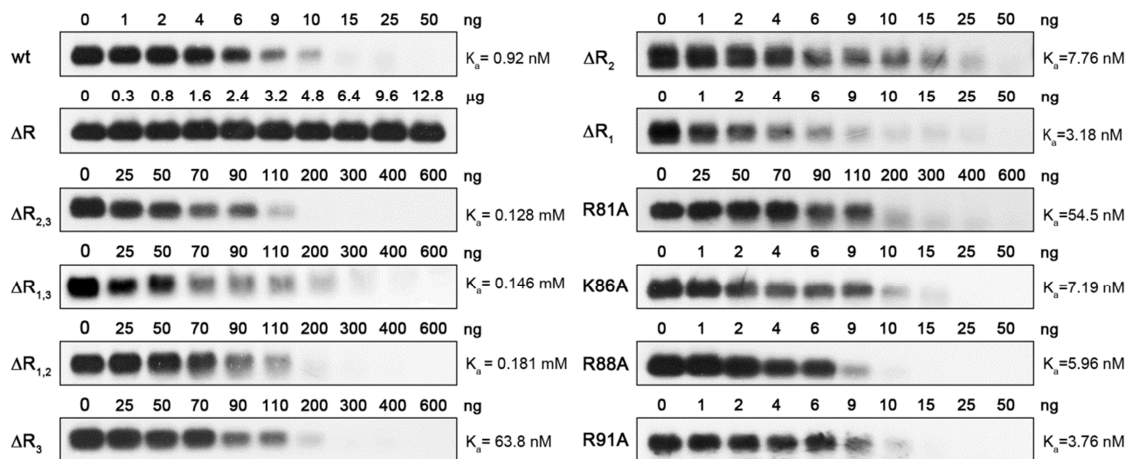 0 1 2 4 6 9 10 15 25 50 ng
wt Ka= 0.92 nM
0 0.3 0.8 1.6 2.4 3.2 4.8 6.4 9.6 12.8 μg
ΔR
0 25 50 70 90 110 200 300 400 600 ng
ΔR2,3 Ka= 0.128 mM
0 25 50 70 90 110 200 300 400 600 ng
ΔR1,3 Ka= 0.146 mM
0 25 50 70 90 110 200 300 400 600 ng
ΔR1,2 Ka= 0.181 mM
0 25 50 70 90 110 200 300 400 600 ng
ΔR3 Ka= 63.8 nM
0 1 2 4 6 9 10 15 25 50 ng
ΔR2 Ka=7.76 nM
0 1 2 4 6 9 10 15 25 50 ng
ΔR1 Ka=3.18 nM
0 25 50 70 90 110 200 300 400 600 ng
R81A Ka=54.5 nM
0 1 2 4 6 9 10 15 25 50 ng
K86A Ka=7.19 nM
0 1 2 4 6 9 10 15 25 50 ng
R88A Ka=5.96 nM
0 1 2 4 6 9 10 15 25 50 ng
R91A Ka=3.76 nM